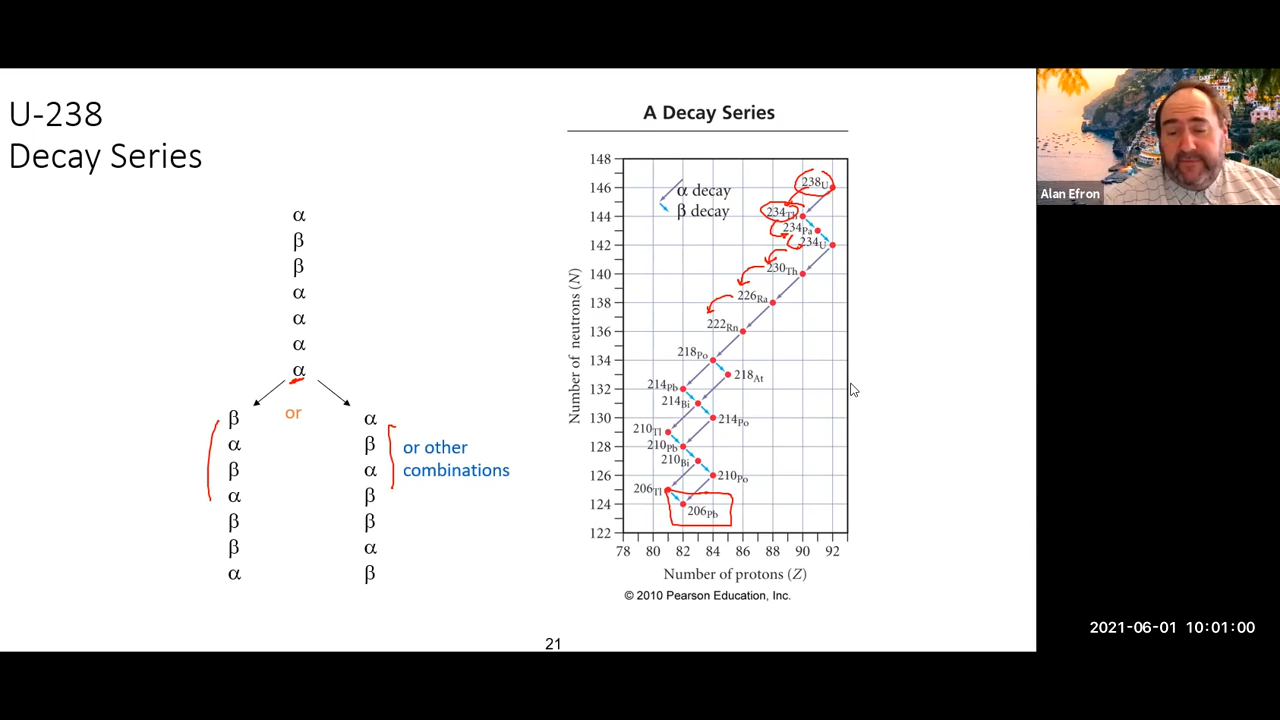 U-238
Decay Series
α
β
β
α
α
α
α
or
β
α
β
α
β
β
α
α
β
α
β
β
α
β
or other
combinations
A Decay Series
α decay
β decay
Number of neutrons (N)
148
146
144
142
140
138
136
134
132
130
128
126
124
122
238U
234Th
234Pa
234U
230Th
226Ra
222Rn
218Po
218At
214Pb
214Bi
214Po
210Tl
210Pb
210Bi
210Po
206Tl
206Pb
78 80 82 84 86 88 90 92
Number of protons (Z)
© 2010 Pearson Education, Inc.
21
Alan Efron
2021-06-01 10:01:00